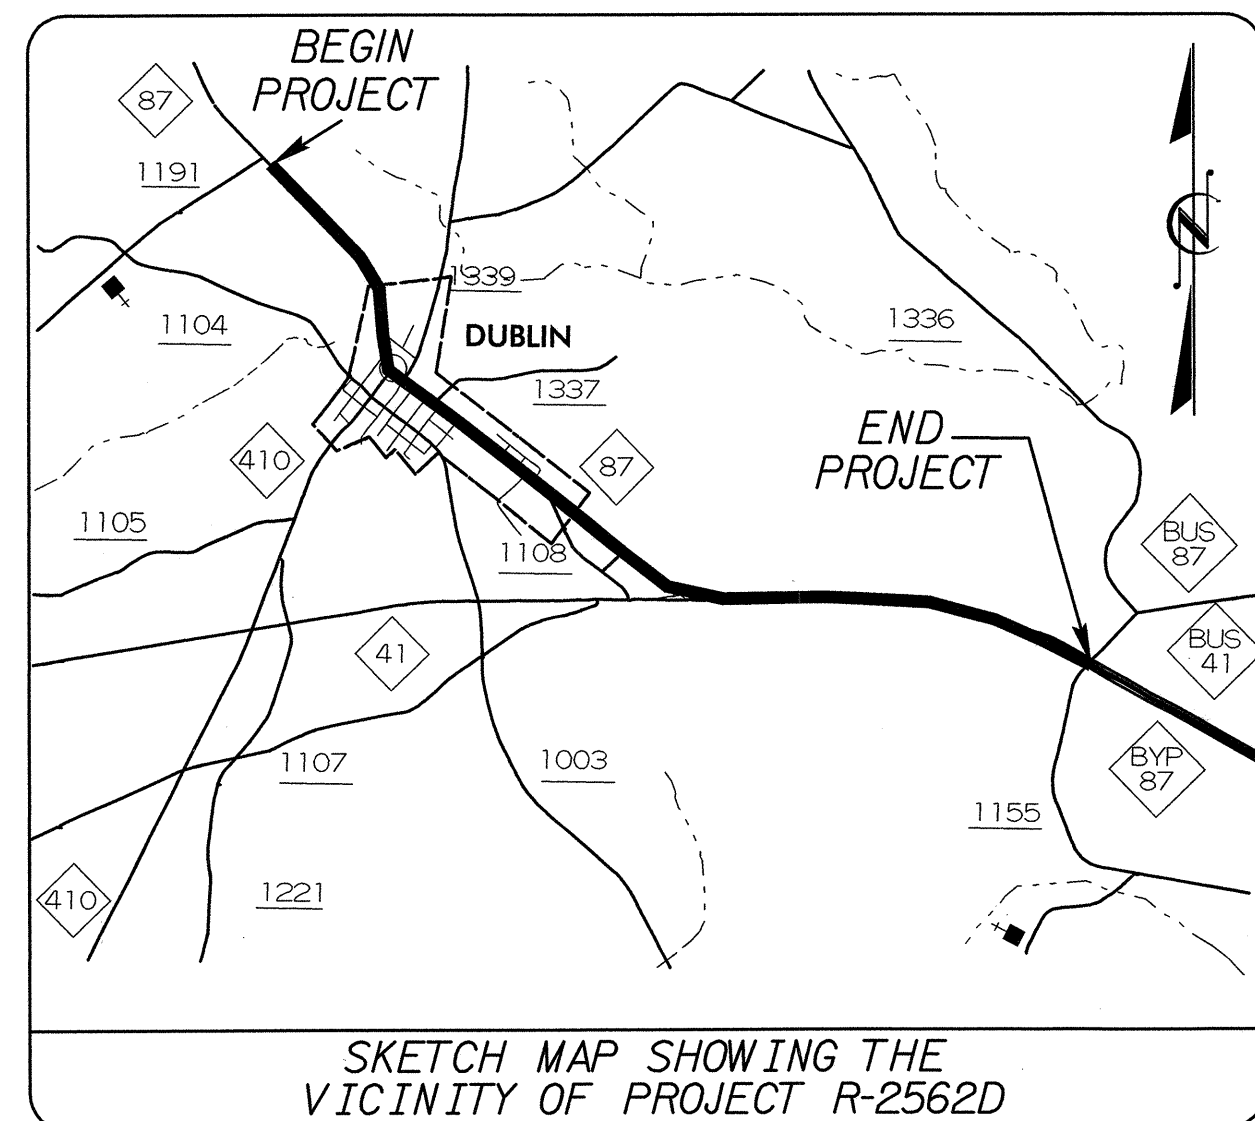 BEGIN
PROJECT
87
1191
1339
1104
DUBLIN
1336
1337
END
PROJECT
410
87
1105
1108
BUS
87
BUS
41
41
BYP
87
1107
1003
1155
410
1221
N
SKETCH MAP SHOWING THE
VICINITY OF PROJECT R-2562D